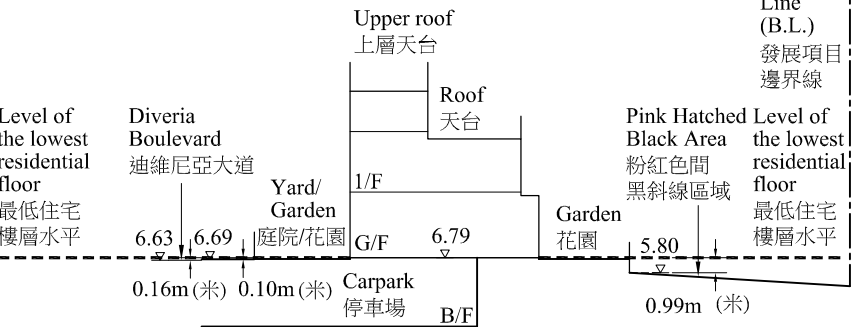 Upper roof
上層天台
Line
(B.L.)
發展項目
邊界線
Roof
天台
Level of
the lowest
residential
floor
最低住宅
樓層水平
Diveria
Boulevard
迪維尼亞大道
Yard/
Garden
庭院/花園
1/F
G/F
6.63
6.69
6.79
Garden
花園
Pink Hatched
Black Area
粉紅色間
黑斜線區域
Level of
the lowest
residential
floor
最低住宅
樓層水平
5.80
0.16m (米)
0.10m (米)
Carpark
停車場
B/F
0.99m (米)